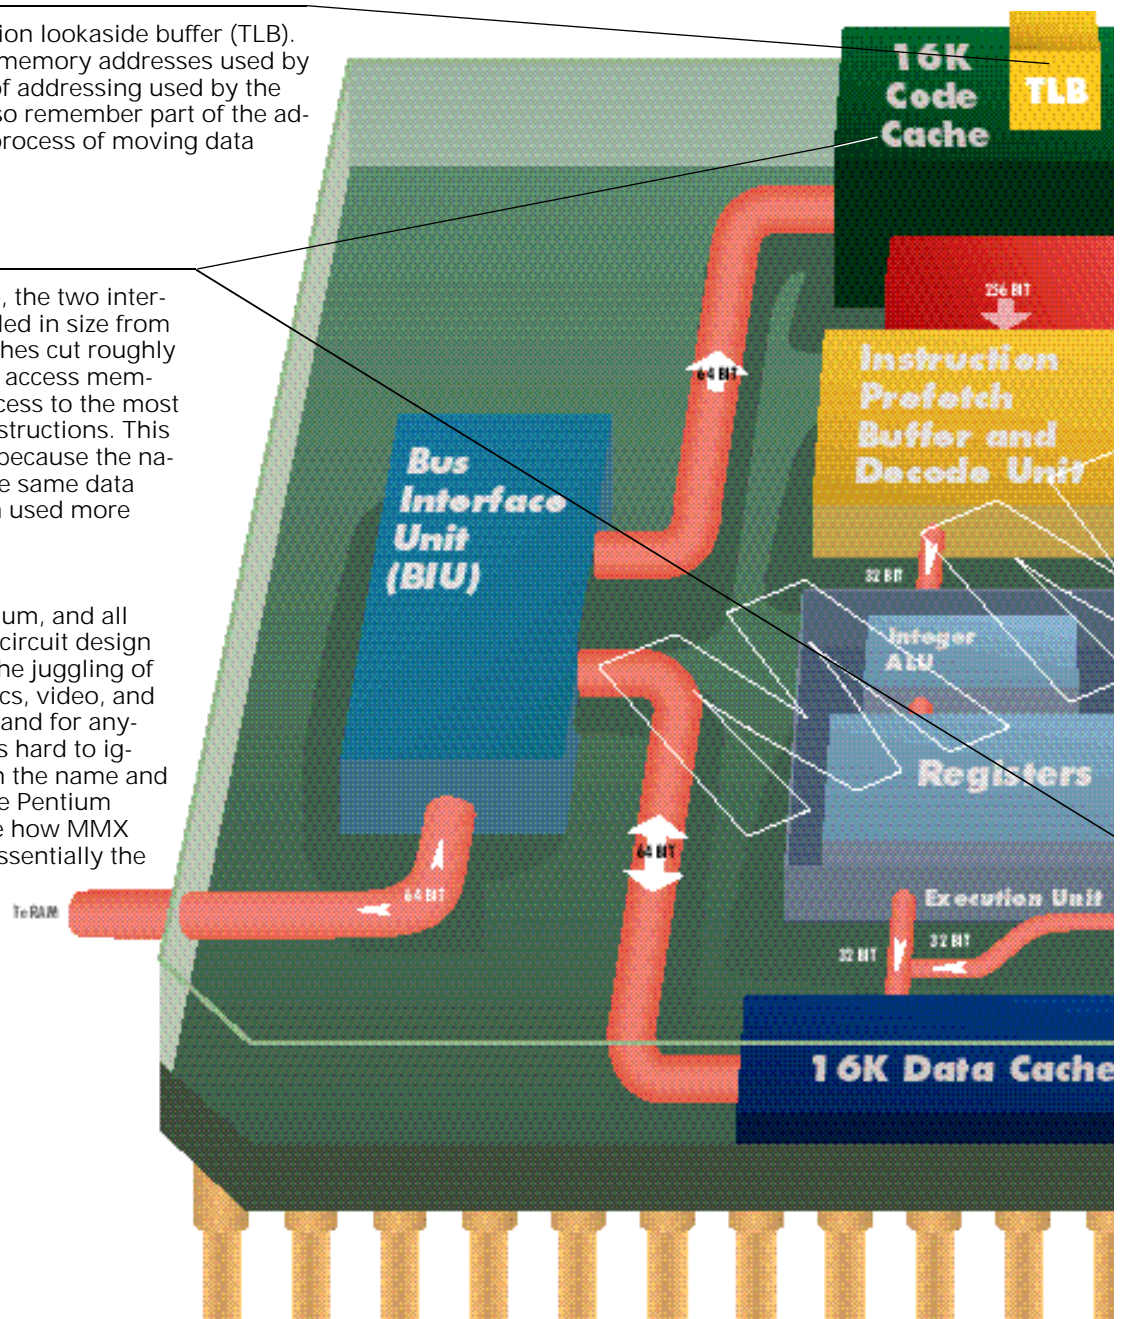 ion lookaside buffer (TLB).
memory addresses used by
of addressing used by the
so remember part of the ad-
process of moving data
, the two inter-
led in size from
hes cut roughly
access mem-
cess to the most
structions. This
because the na-
e same data
n used more
ium, and all
circuit design
he juggling of
cs, video, and
and for any-
s hard to ig-
n the name and
e Pentium
e how MMX
essentially the
16K
Code
Cache
TLB
256 BIT
Instruction
Prefetch
Buffer and
Decode Unit
64 BIT
Bus
Interface
Unit
(BIU)
32 BIT
Integer
ALU
Registers
64 BIT
Execution Unit
64 BIT
To RAM
32 BIT
32 BIT
16K Data Cache